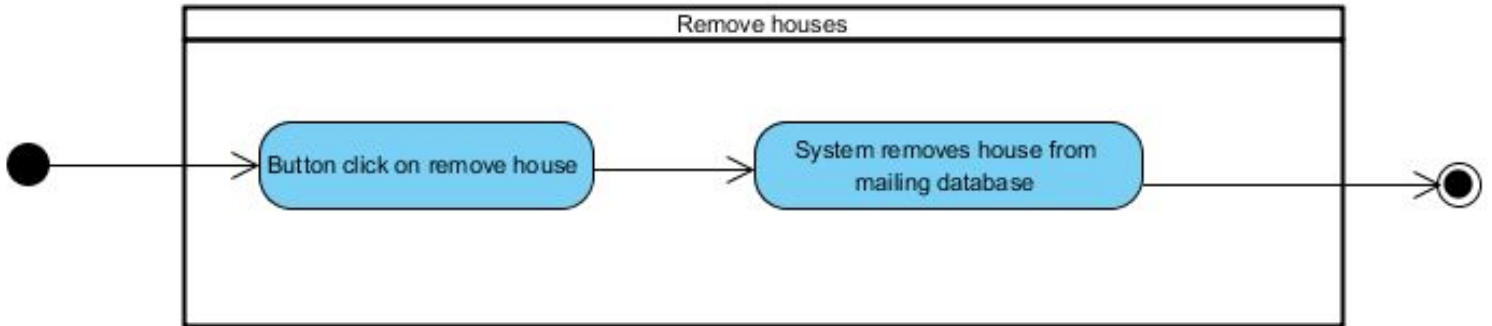 Remove houses
Button click on remove house
System removes house from
mailing database